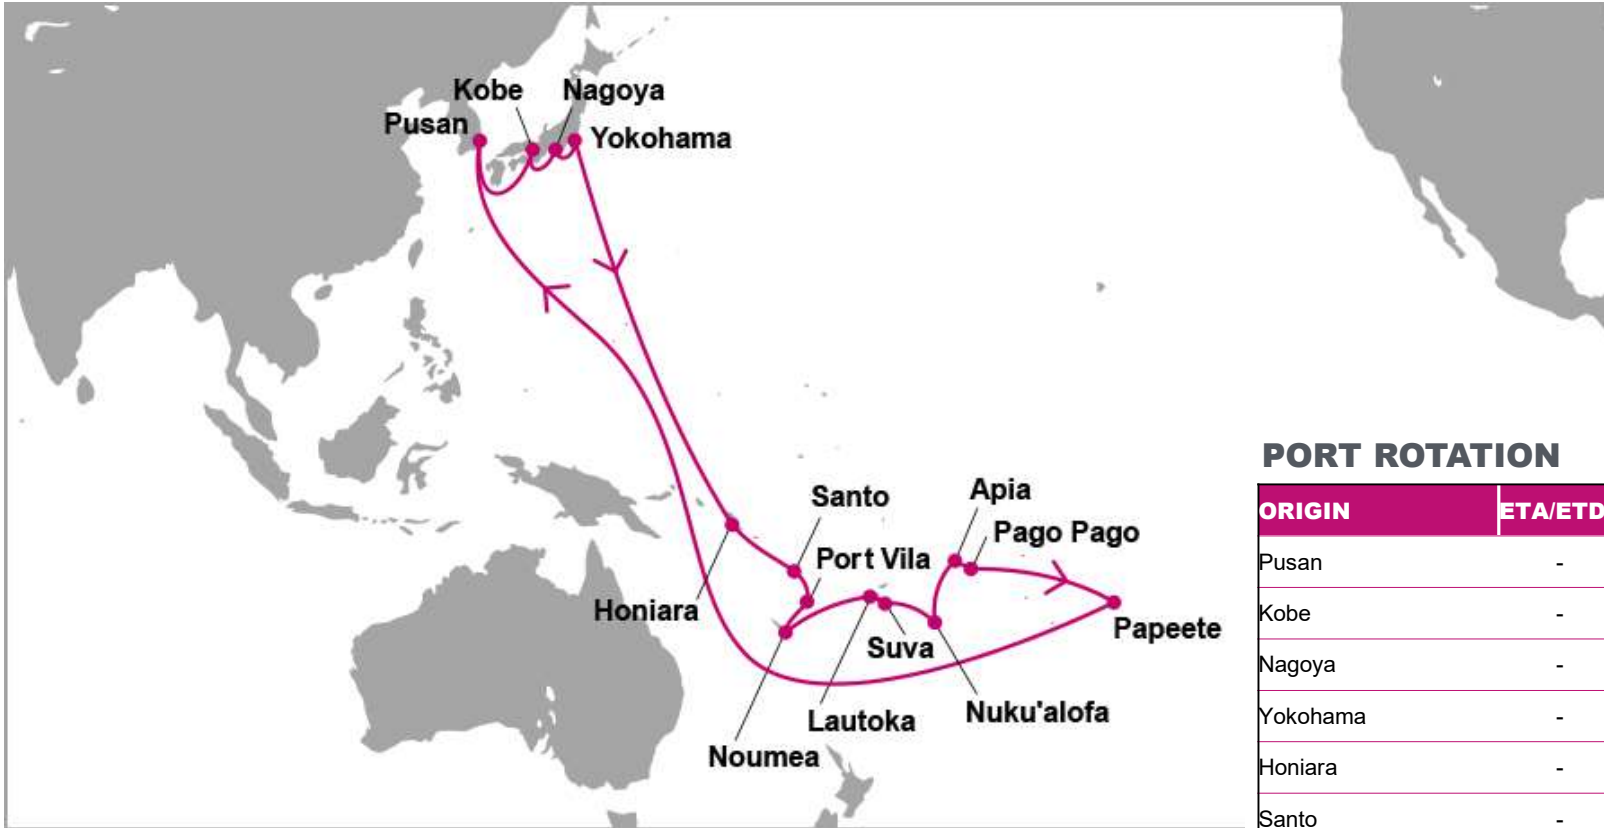 Kobe
Nagoya
Pusan
Yokohama
Santo
Apia
Pago Pago
Port Vila
Honiara
Suva
Papeete
Lautoka
Nuku'alofa
Noumea
PORT ROTATION
ORIGIN ETA/ETD
Pusan -
Kobe -
Nagoya -
Yokohama -
Honiara -
Santo -